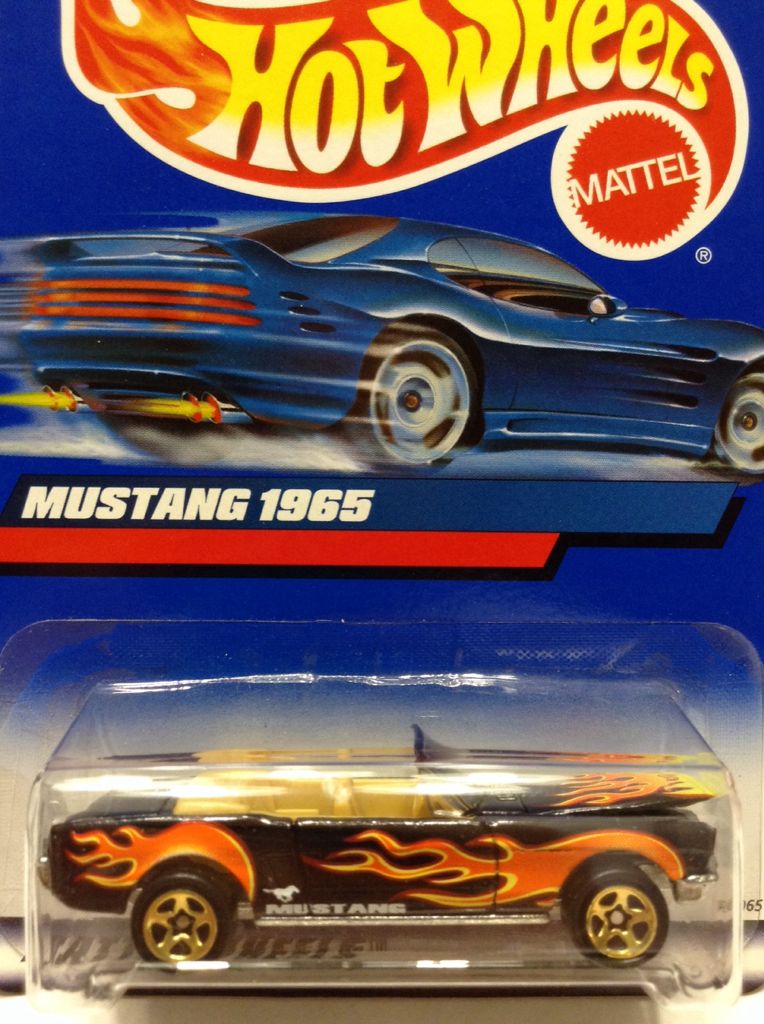 Hot Wheels
MATTEL
®
MUSTANG 1965
MUSTANG